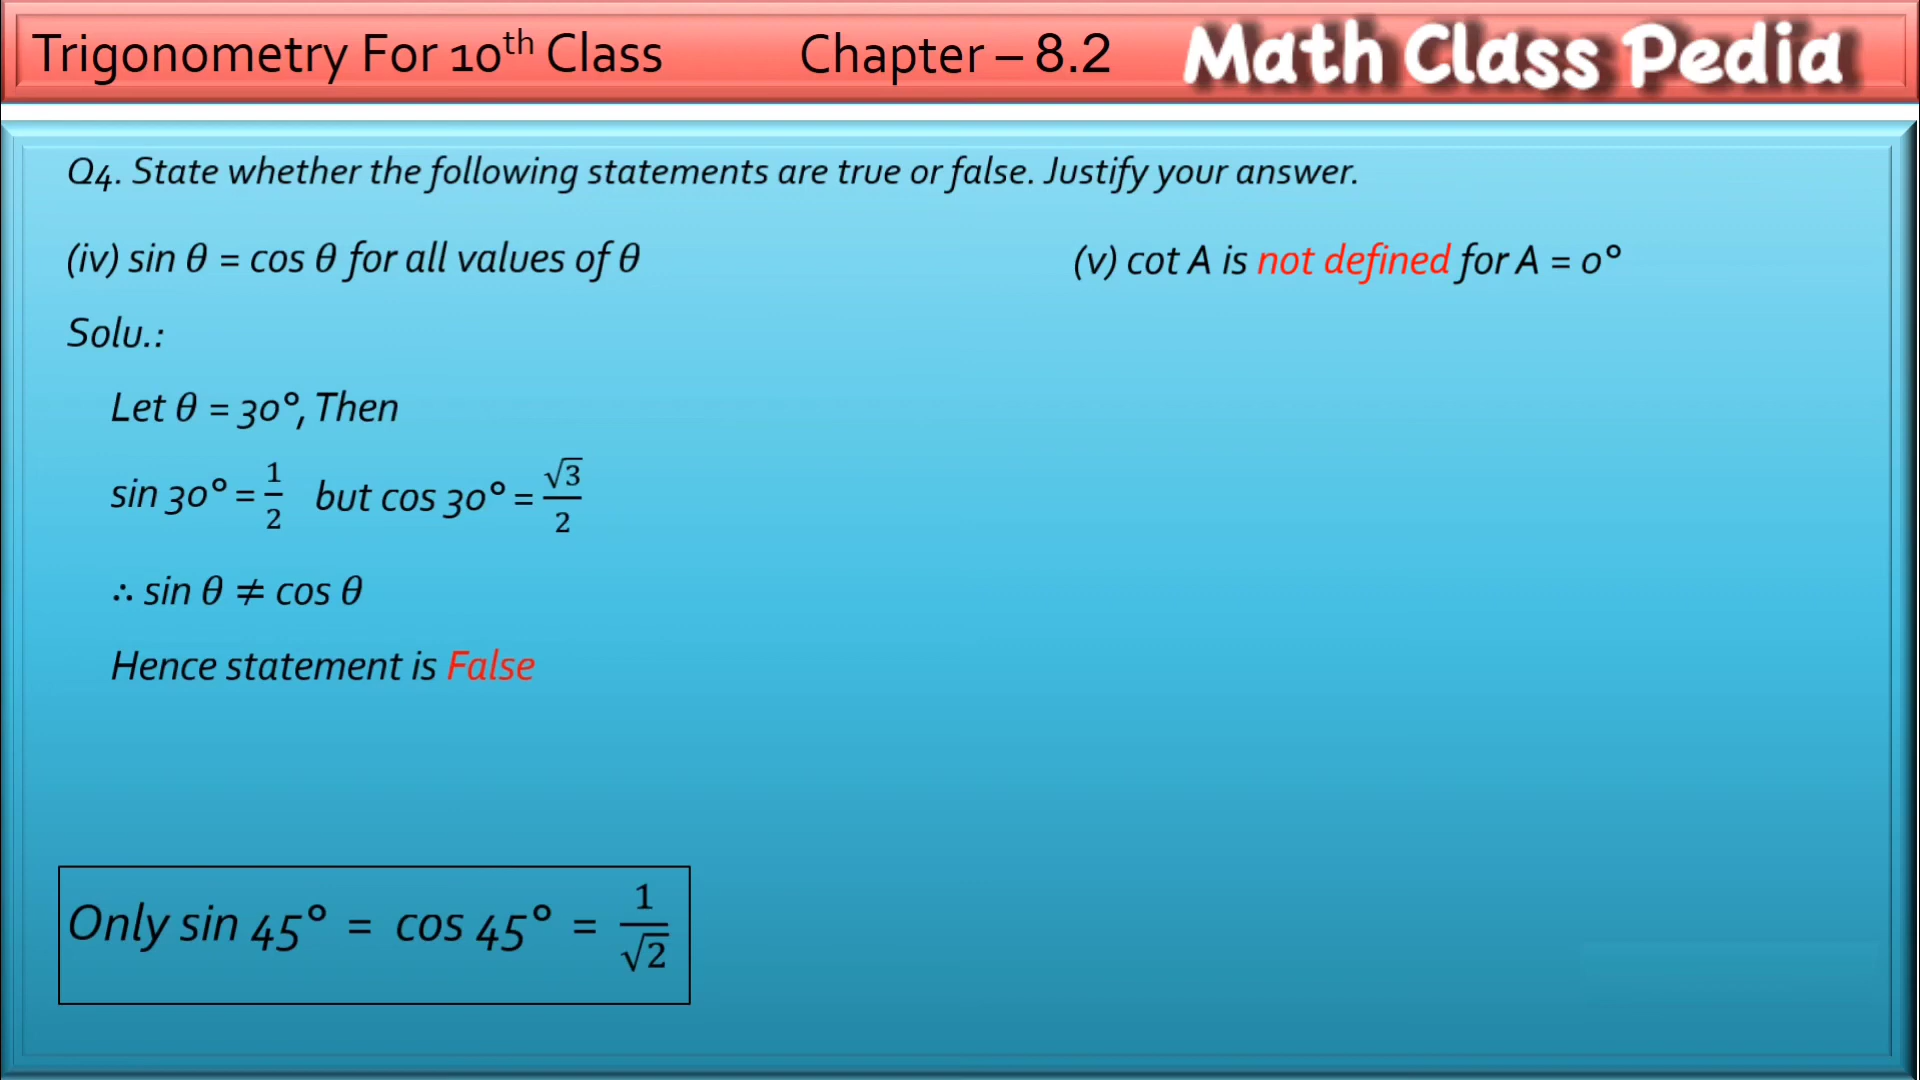 Trigonometry For 10th Class Chapter – 8.2 Math Class Pedia
Q4. State whether the following statements are true or false. Justify your answer.
(iv) sin θ = cos θ for all values of θ
Solu.:
Let θ = 30°, Then
sin 30° = 1/2 but cos 30° = √3/2
∴ sin θ ≠ cos θ
Hence statement is False
Only sin 45° = cos 45° = 1/√2
(v) cot A is not defined for A = 0°